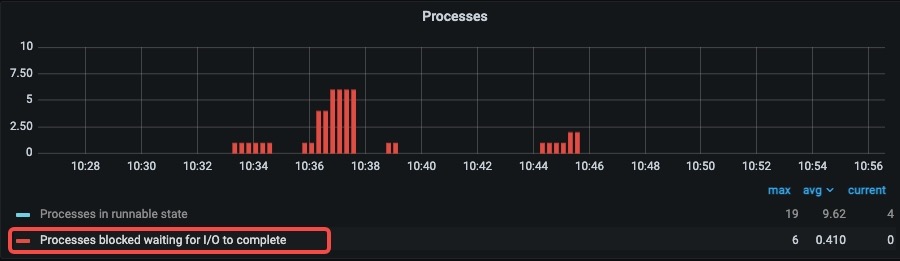 Processes
10
7.50
5
2.50
0
10:28 10:30 10:32 10:34 10:36 10:38 10:40 10:42 10:44 10:46 10:48 10:50 10:52 10:54 10:56
max avg current
Processes in runnable state 19 9.62 4
Processes blocked waiting for I/O to complete 6 0.410 0